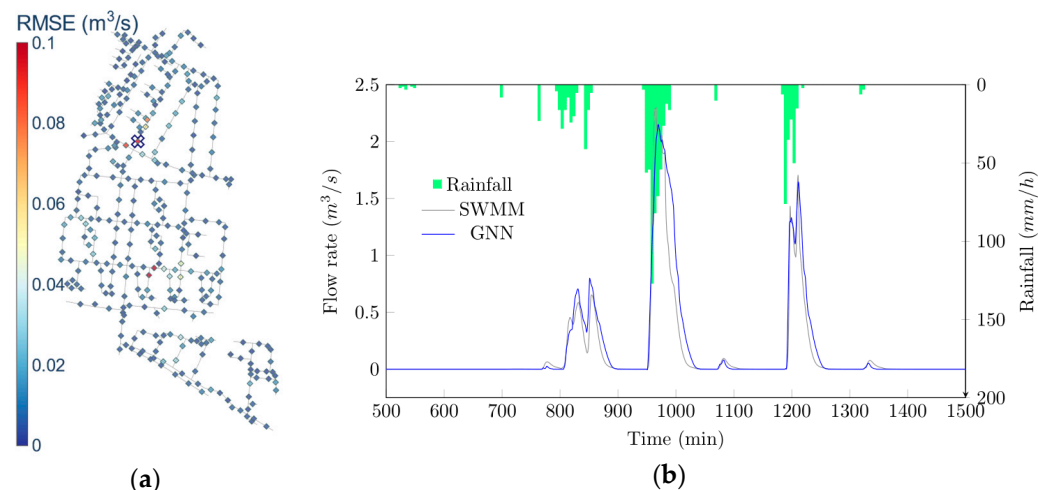 RMSE (m³/s)
0.1
0.08
0.06
0.04
0.02
0
(a)
2.5
2
1.5
1
0.5
0
Flow rate (m³/s)
Rainfall
SWMM
GNN
0
50
100
150
200
Rainfall (mm/h)
500 600 700 800 900 1000 1100 1200 1300 1400 1500
Time (min)
(b)